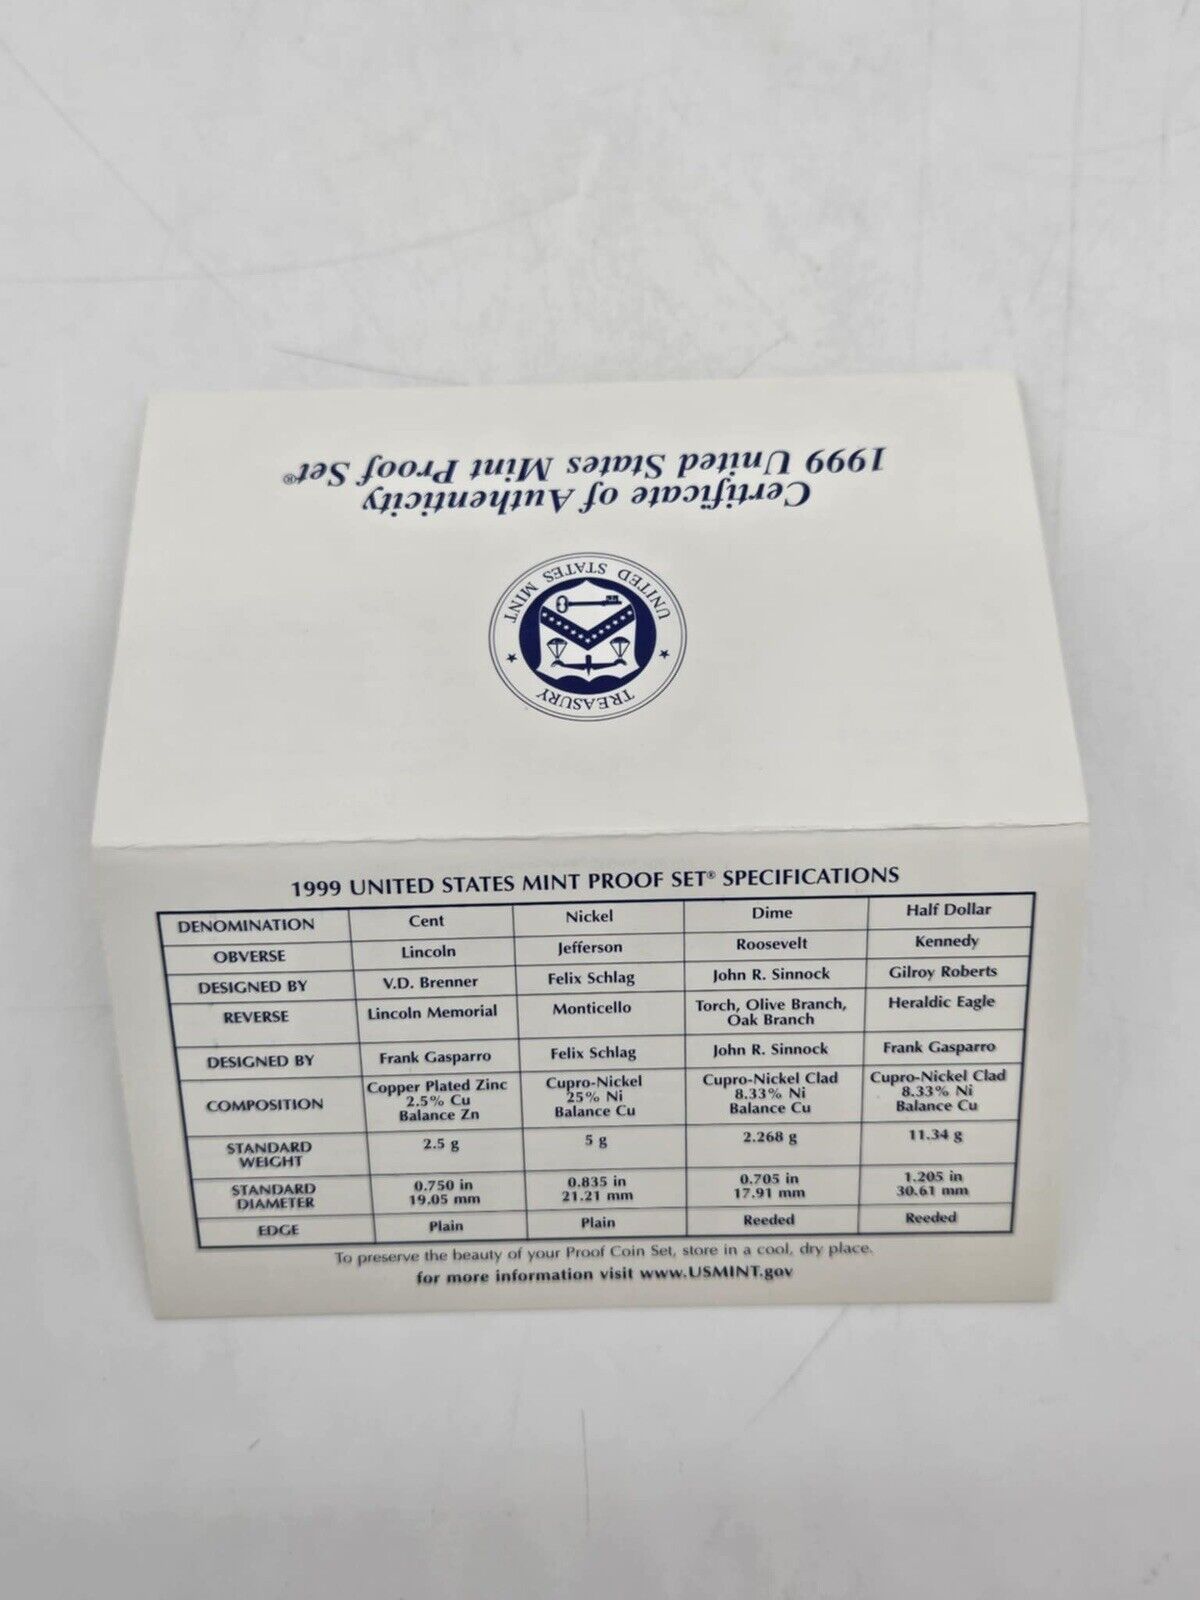 1999 United States Mint Proof Set®
Certificate of Authenticity
UNITED STATES MINT
TREASURY
1999 UNITED STATES MINT PROOF SET® SPECIFICATIONS
DENOMINATION Cent Nickel Dime Half Dollar
OBVERSE Lincoln Jefferson Roosevelt Kennedy
DESIGNED BY V.D. Brenner Felix Schlag John R. Sinnock Gilroy Roberts
REVERSE Lincoln Memorial Monticello Torch, Olive Branch, Heraldic Eagle
Oak Branch
DESIGNED BY Frank Gasparro Felix Schlag John R. Sinnock Frank Gasparro
COMPOSITION Copper Plated Zinc Cupro-Nickel Cupro-Nickel Clad Cupro-Nickel Clad
2.5% Cu 25% Ni 8.33% Ni 8.33% Ni
Balance Zn Balance Cu Balance Cu Balance Cu
STANDARD 2.5 g 5 g 2.268 g 11.34 g
WEIGHT
STANDARD 0.750 in 0.835 in 0.705 in 1.205 in
DIAMETER 19.05 mm 21.21 mm 17.91 mm 30.61 mm
EDGE Plain Plain Reeded Reeded
To preserve the beauty of your Proof Coin Set, store in a cool, dry place.
for more information visit www.USMINT.gov